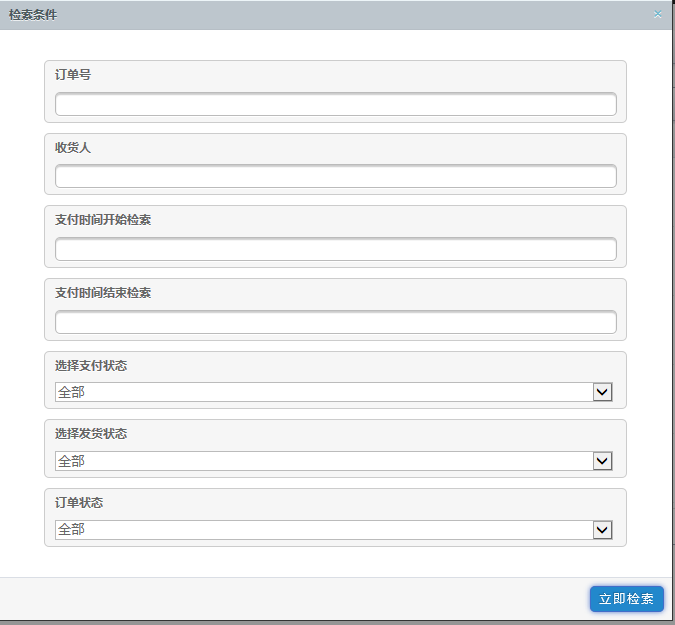 检索条件
×
订单号
收货人
支付时间开始检索
支付时间结束检索
选择支付状态
全部
选择发货状态
全部
订单状态
全部
立即检索